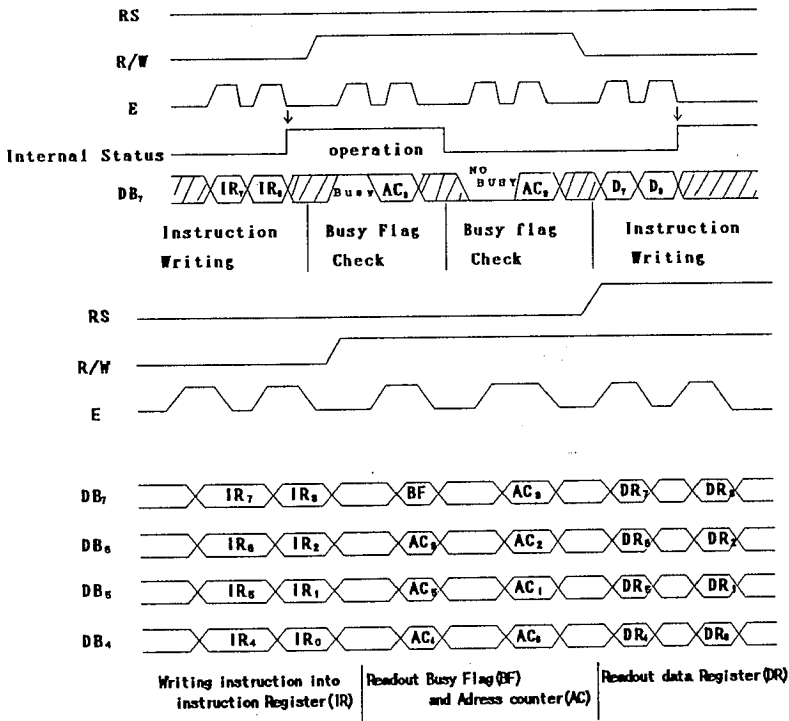 RS
R/W
E
Internal Status operation
DB₇ IR₇ IR₃ Busy AC₃ NO BUSY AC₃ D₇ D₃
Instruction Writing
Busy Flag Check
Busy flag Check
Instruction Writing
RS
R/W
E
DB₇ IR₇ IR₃ BF AC₃ DR₇ DR₃
DB₆ IR₆ IR₂ AC₆ AC₂ DR₆ DR₂
DB₅ IR₅ IR₁ AC₅ AC₁ DR₅ DR₁
DB₄ IR₄ IR₀ AC₄ AC₀ DR₄ DR₀
Writing instruction into
instruction Register(IR)
Readout Busy Flag(BF)
and Adress counter(AC)
Readout data Register(DR)